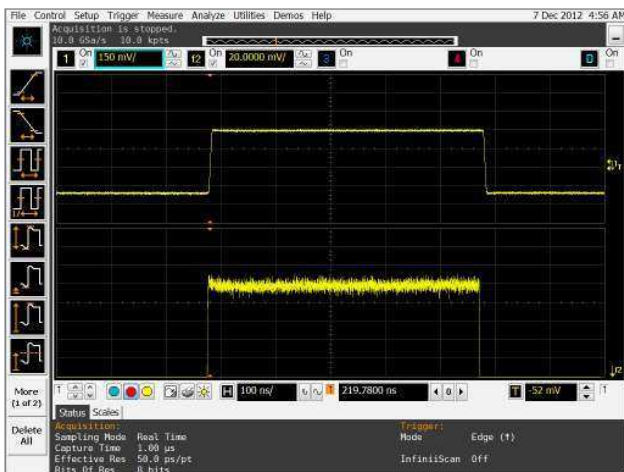 File Control Setup Trigger Measure Analyze Utilities Demos Help 7 Dec 2012 4:56 AM
Acquisition is stopped.
10.0 GSa/s 10.0 kpts
1 On 150 mV/ f2 On 20.0000 mV/ 3 On 4 On D On
T
f2
More
(1 of 2)
Delete
All
H 100 ns/ 219.7800 ns 0 T -52 mV
Status Scales
Acquisition: Trigger:
Sampling Mode Real Time Mode Edge (↑)
Capture Time 1.00 µs
Effective Res 50.0 ps/pt InfiniiScan Off
Bits Of Res 8 bits